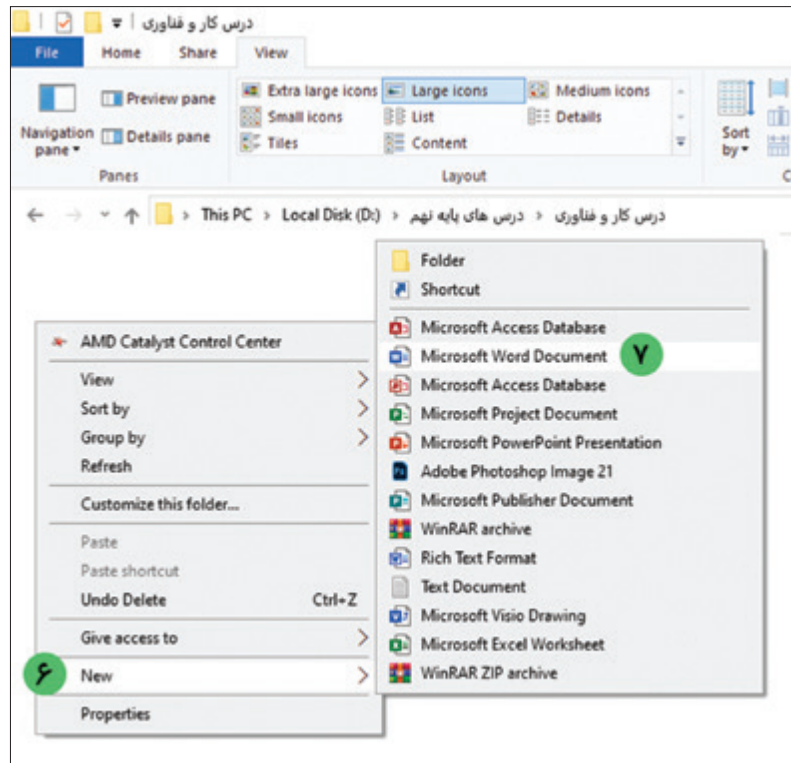 درس کار و فناوری
File Home Share View
Navigation pane
Preview pane
Details pane
Panes
Extra large icons Large icons Medium icons
Small icons List Details
Tiles Content
Layout
Sort by
C
This PC › Local Disk (D:) › درس های پایه نهم › درس کار و فناوری
AMD Catalyst Control Center
View
Sort by
Group by
Refresh
Customize this folder...
Paste
Paste shortcut
Undo Delete Ctrl+Z
Give access to
۶ New
Properties
Folder
Shortcut
Microsoft Access Database
Microsoft Word Document ۷
Microsoft Access Database
Microsoft Project Document
Microsoft PowerPoint Presentation
Adobe Photoshop Image 21
Microsoft Publisher Document
WinRAR archive
Rich Text Format
Text Document
Microsoft Visio Drawing
Microsoft Excel Worksheet
WinRAR ZIP archive